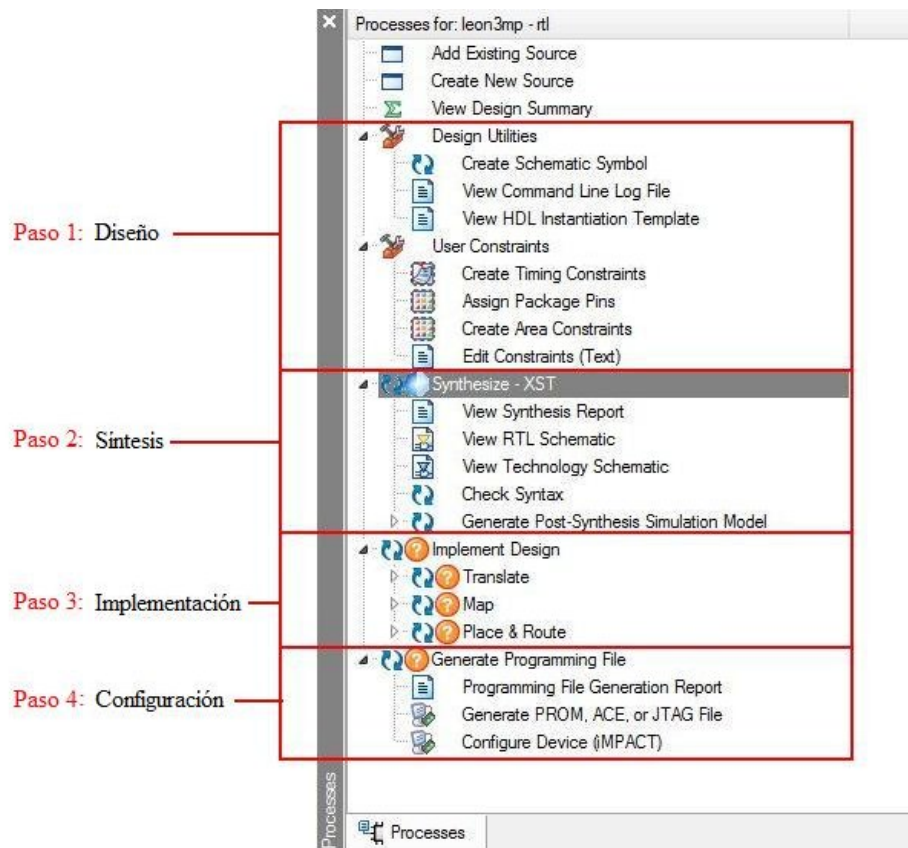 Processes for: leon3mp - rtl
Add Existing Source
Create New Source
View Design Summary
Design Utilities
Create Schematic Symbol
View Command Line Log File
Paso 1: Diseño
View HDL Instantiation Template
User Constraints
Create Timing Constraints
Assign Package Pins
Create Area Constraints
Edit Constraints (Text)
Synthesize - XST
View Synthesis Report
Paso 2: Síntesis
View RTL Schematic
View Technology Schematic
Check Syntax
Generate Post-Synthesis Simulation Model
Implement Design
Translate
Paso 3: Implementación
Map
Place & Route
Generate Programming File
Programming File Generation Report
Paso 4: Configuración
Generate PROM, ACE, or JTAG File
Configure Device (iMPACT)
Processes
Processes